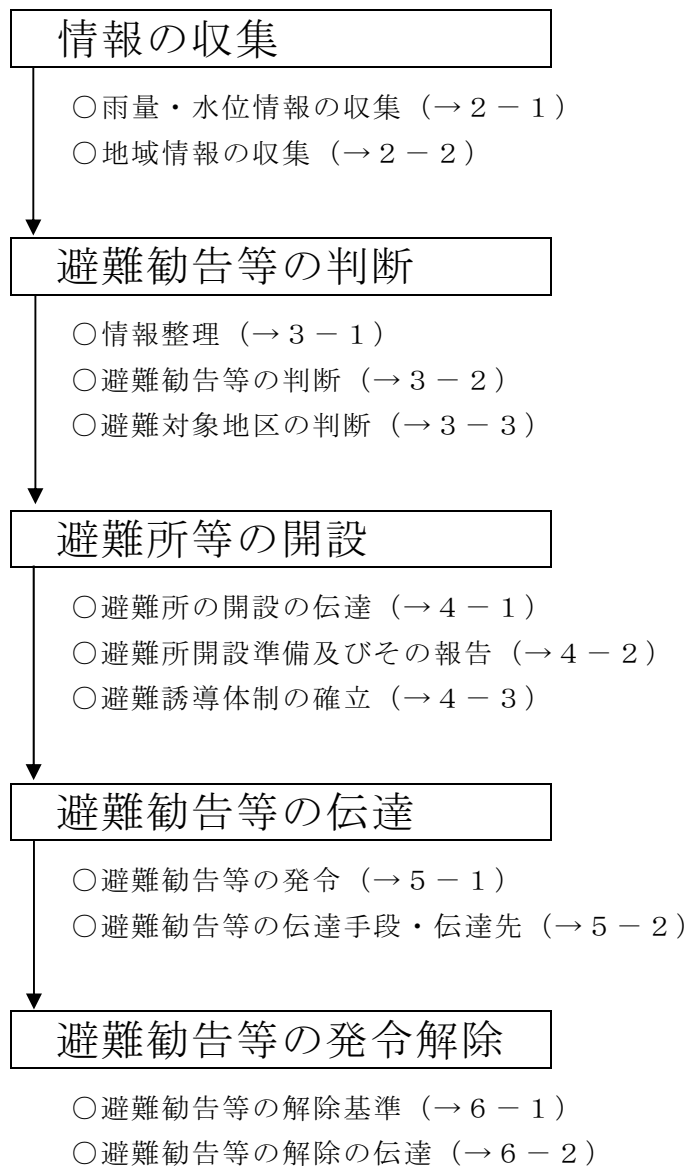 情報の収集
○雨量・水位情報の収集（→２－１）
○地域情報の収集（→２－２）
避難勧告等の判断
○情報整理（→３－１）
○避難勧告等の判断（→３－２）
○避難対象地区の判断（→３－３）
避難所等の開設
○避難所の開設の伝達（→４－１）
○避難所開設準備及びその報告（→４－２）
○避難誘導体制の確立（→４－３）
避難勧告等の伝達
○避難勧告等の発令（→５－１）
○避難勧告等の伝達手段・伝達先（→５－２）
避難勧告等の発令解除
○避難勧告等の解除基準（→６－１）
○避難勧告等の解除の伝達（→６－２）